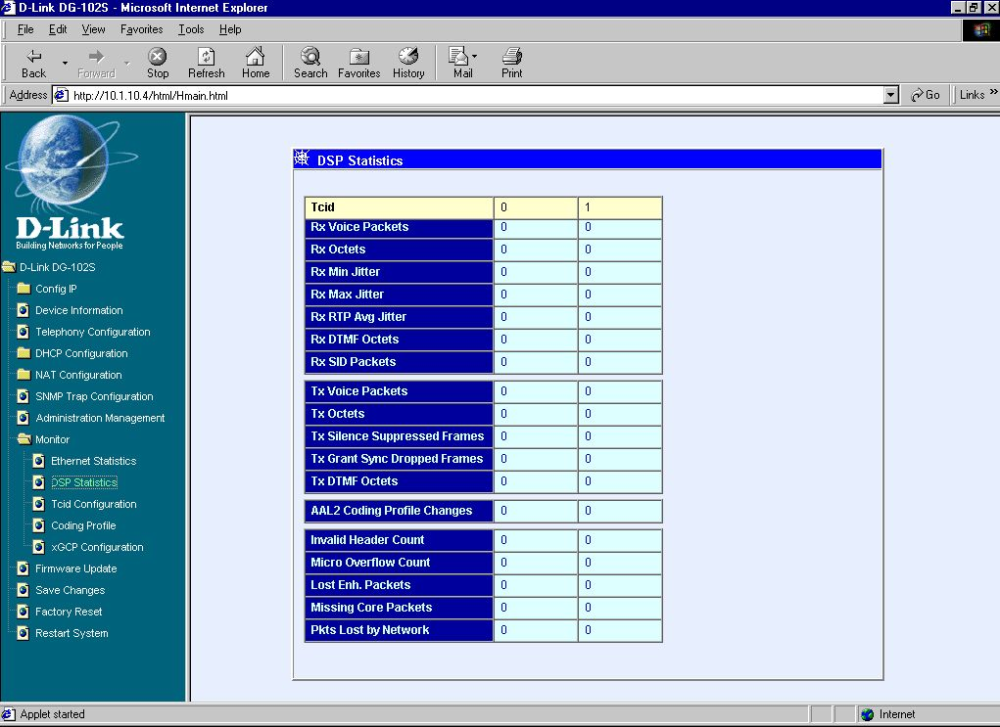 D-Link DG-102S - Microsoft Internet Explorer
File Edit View Favorites Tools Help
Back Forward Stop Refresh Home Search Favorites History Mail Print
Address http://10.1.10.4/html/Hmain.html Go Links »
D-Link
Building Networks for People
D-Link DG-102S
Config IP
Device Information
Telephony Configuration
DHCP Configuration
NAT Configuration
SNMP Trap Configuration
Administration Management
Monitor
Ethernet Statistics
DSP Statistics
Tcid Configuration
Coding Profile
xGCP Configuration
Firmware Update
Save Changes
Factory Reset
Restart System
DSP Statistics
Tcid 0 1
Rx Voice Packets 0 0
Rx Octets 0 0
Rx Min Jitter 0 0
Rx Max Jitter 0 0
Rx RTP Avg Jitter 0 0
Rx DTMF Octets 0 0
Rx SID Packets 0 0
Tx Voice Packets 0 0
Tx Octets 0 0
Tx Silence Suppressed Frames 0 0
Tx Grant Sync Dropped Frames 0 0
Tx DTMF Octets 0 0
AAL2 Coding Profile Changes 0 0
Invalid Header Count 0 0
Micro Overflow Count 0 0
Lost Enh. Packets 0 0
Missing Core Packets 0 0
Pkts Lost by Network 0 0
Applet started Internet